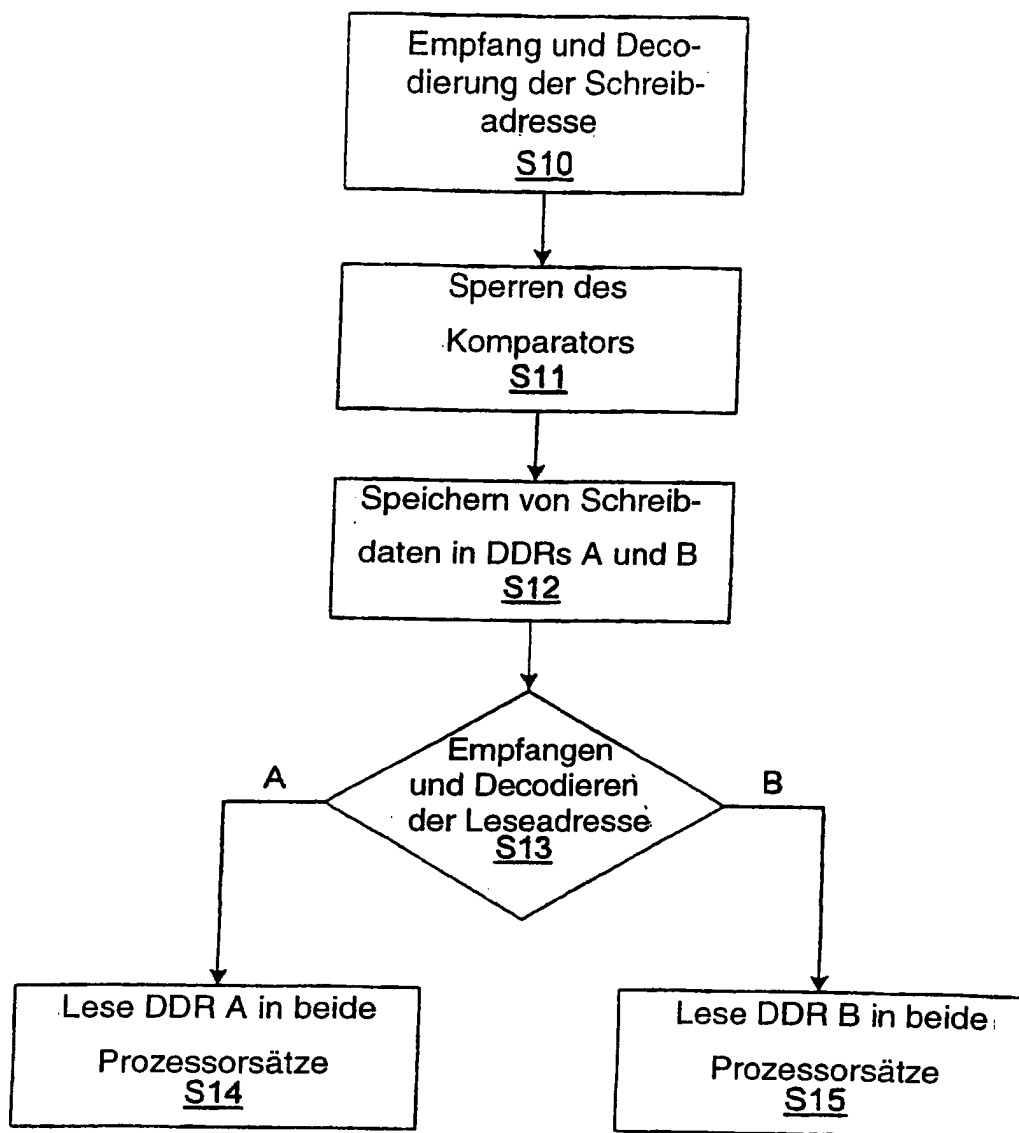 Empfang und Deco-
dierung der Schreib-
adresse
S10
Sperren des
Komparators
S11
Speichern von Schreib-
daten in DDRs A und B
S12
Empfangen
und Decodieren
der Leseadresse
S13
A
B
Lese DDR A in beide
Prozessorsätze
S14
Lese DDR B in beide
Prozessorsätze
S15